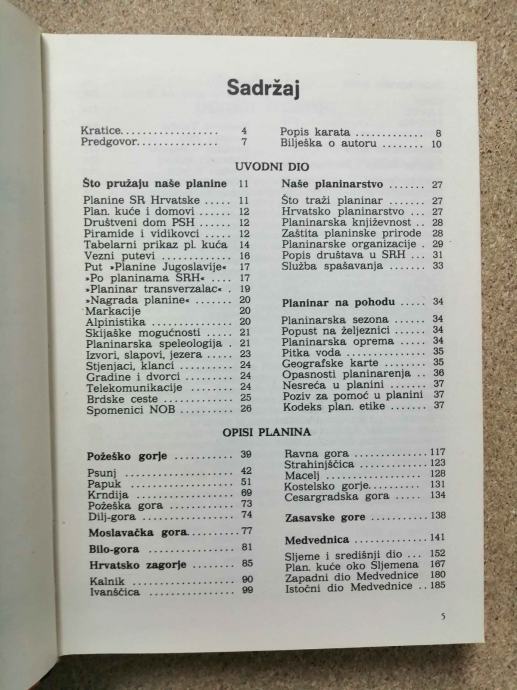 Sadržaj
Kratice................. 4
Predgovor.............. 7
Popis karata ............ 8
Bilješka o autoru ........ 10
UVODNI DIO
Što pružaju naše planine 11
Planine SR Hrvatske .... 11
Plan. kuće i domovi ..... 12
Društveni dom PSH .... 12
Piramide i vidikovci .... 12
Tabelarni prikaz pl. kuća 14
Vezni putevi ............ 16
Put »Planine Jugoslavije« 17
»Po planinama SRH« .... 17
»Planinar transverzalac« 19
»Nagrada planine« ....... 20
Markacije 20
Alpinistika ............. 20
Skijaške mogućnosti ..... 21
Planinarska speleologija . 21
Izvori, slapovi, jezera .... 23
Stjenjaci, klanci ......... 24
Gradine i dvorci ........ 24
Telekomunikacije ....... 24
Brdske ceste ............ 25
Spomenici NOB ......... 26
Naše planinarstvo ....... 27
Što traži planinar ....... 27
Hrvatsko planinarstvo ... 27
Planinarska književnost .. 28
Zaštita planinske prirode 28
Planinarske organizacije . 29
Popis društava u SRH ... 31
Služba spašavanja ....... 33
Planinar na pohodu ..... 34
Planinarska sezona ...... 34
Popust na željeznici ..... 34
Planinarska oprema ..... 34
Pitka voda .............. 35
Geografske karte ........ 35
Opasnosti planinarenja .. 36
Nesreća u planini ....... 37
Poziv za pomoć u planini 37
Kodeks plan. etike ...... 37
OPISI PLANINA
Požeško gorje ........... 39
Psunj .................. 42
Papuk .................. 51
Krndija ................ 69
Požeška gora ........... 73
Dilj-gora ............... 74
Moslavačka gora......... 77
Bilo-gora ............... 81
Hrvatsko zagorje ........ 85
Kalnik ................. 90
Ivanščica ............... 99
Ravna gora ............. 117
Strahinjščica ............ 123
Macelj ................. 128
Kostelsko gorje.......... 131
Cesargradska gora ...... 134
Zasavske gore .......... 138
Medvednica ............. 141
Sljeme i središnji dio ... 152
Plan. kuće oko Sljemena 167
Zapadni dio Medvednice 180
Istočni dio Medvednice .. 185
5